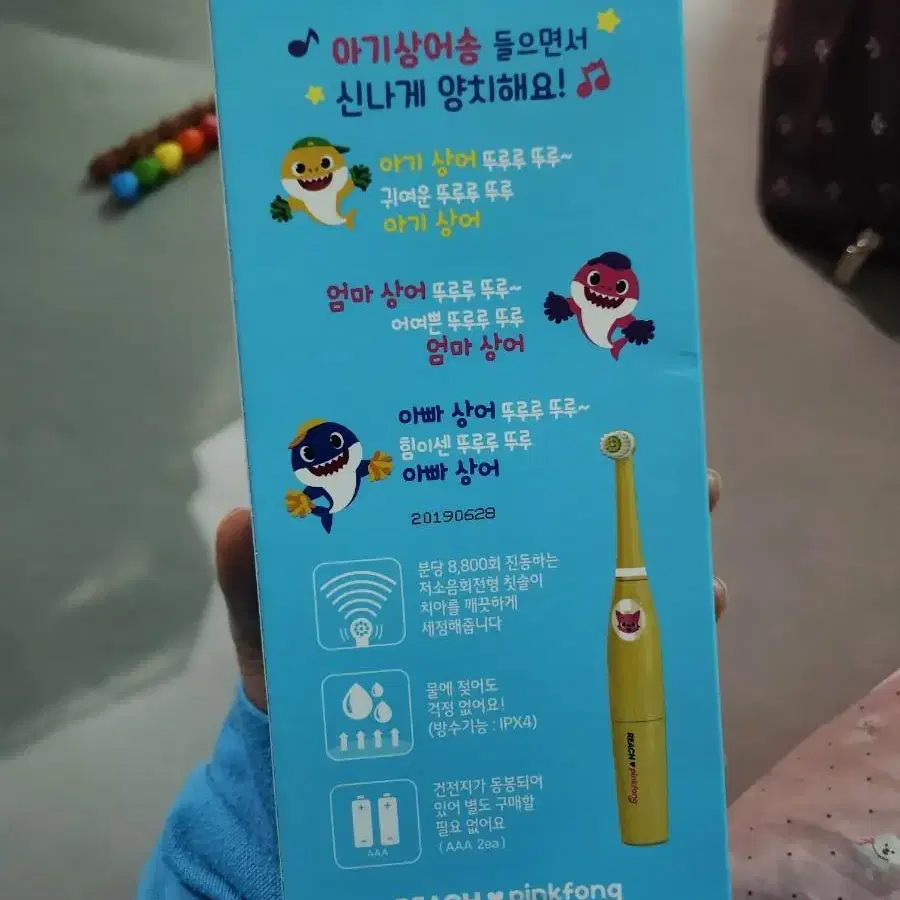 아기상어송 들으면서
신나게 양치해요!
아기 상어 뚜루루 뚜루~
귀여운 뚜루루 뚜루
아기 상어
엄마 상어 뚜루루 뚜루~
어여쁜 뚜루루 뚜루
엄마 상어
아빠 상어 뚜루루 뚜루~
힘이센 뚜루루 뚜루
아빠 상어
20190628
분당 8,800회 진동하는
저소음회전형 칫솔이
치아를 깨끗하게
세정해줍니다
물에 젖어도
걱정 없어요!
(방수기능 : IPX4)
건전지가 동봉되어
있어 별도 구매할
필요 없어요
(AAA 2ea)
AAA
REACH♥pinkfong
REACH♥pinkfong